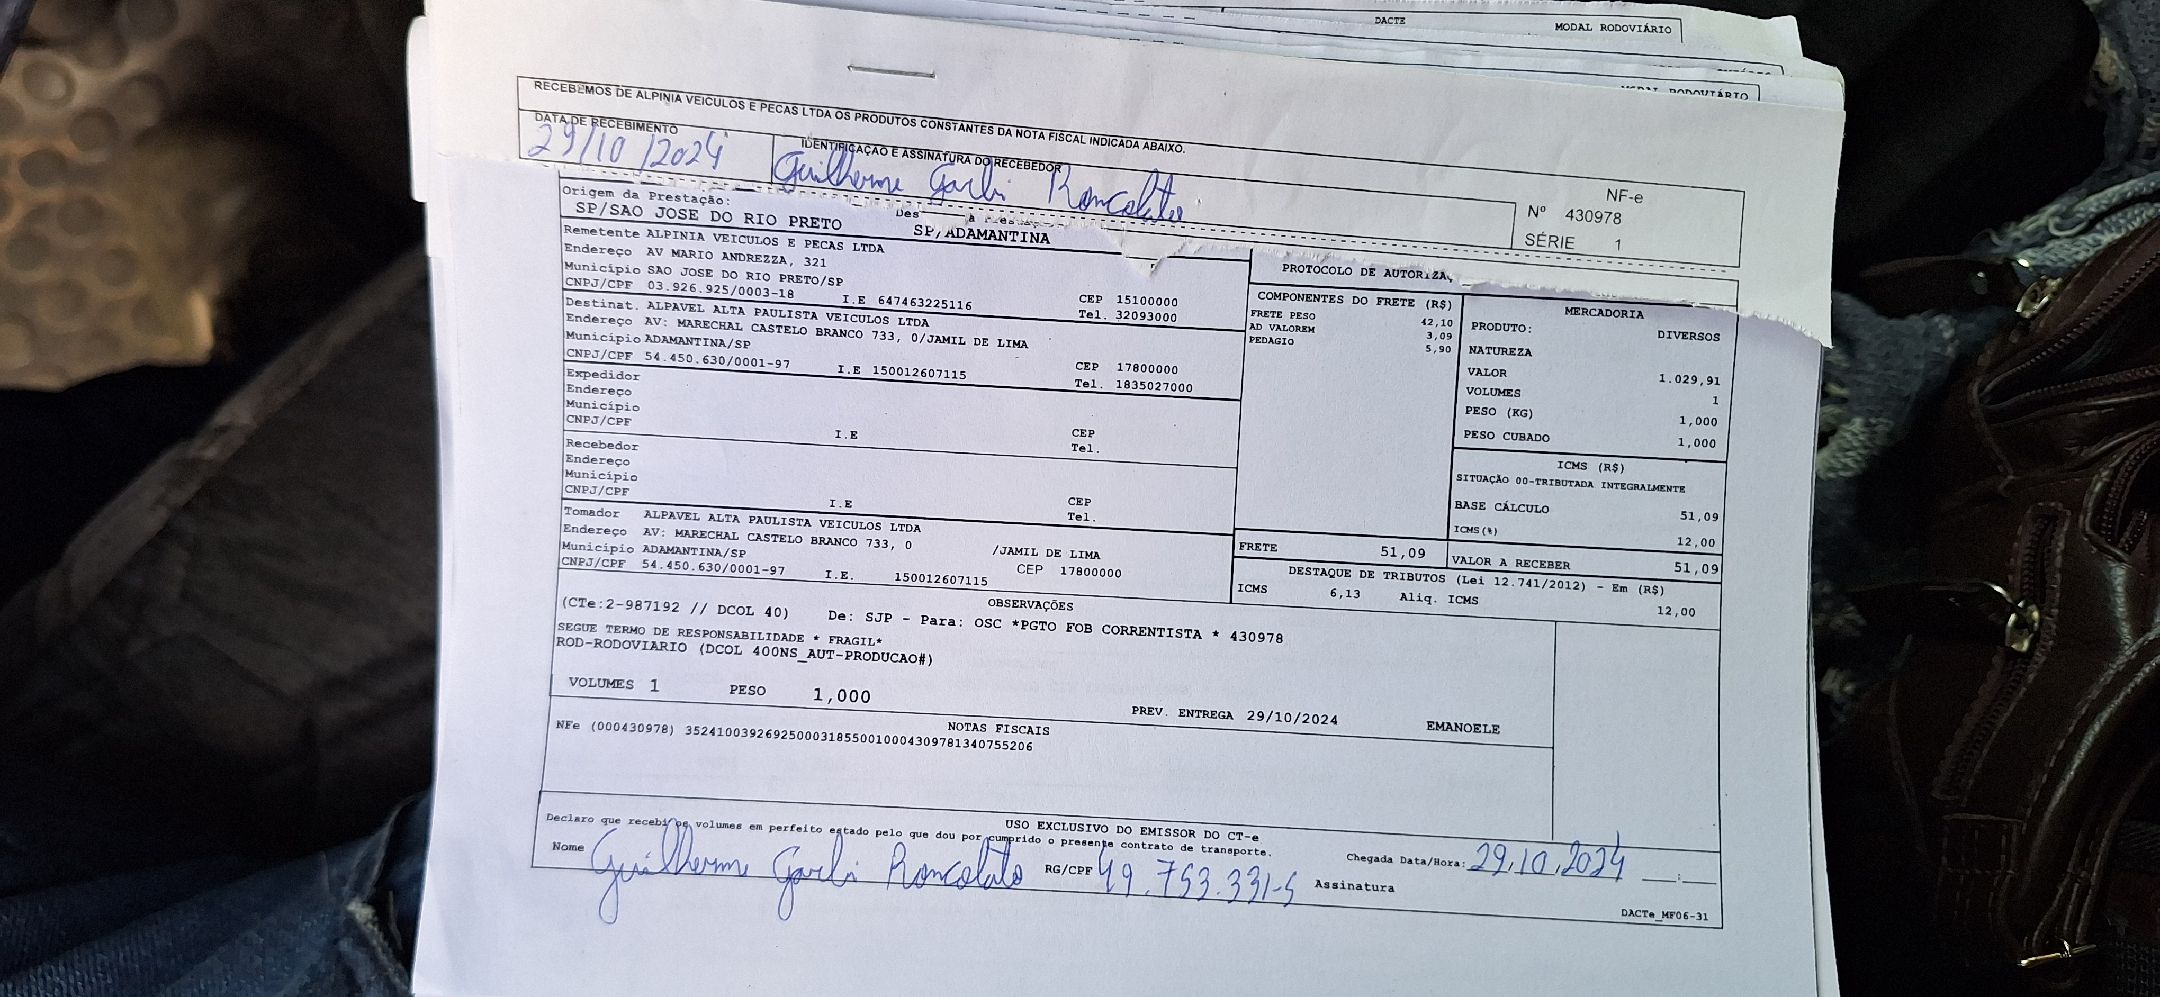 DACTE
MODAL RODOVIÁRIO
RODOVIÁRIO
RECEBEMOS DE ALPINIA VEICULOS E PECAS LTDA OS PRODUTOS CONSTANTES DA NOTA FISCAL INDICADA ABAIXO.
DATA DE RECEBIMENTO
29/10/2024
IDENTIFICAÇÃO E ASSINATURA DO RECEBEDOR
Guilherme Garbi Roncolato
NF-e
Nº 430978
SÉRIE 1
Origem da Prestação:
SP/SAO JOSE DO RIO PRETO
SP/ADAMANTINA
Remetente ALPINIA VEICULOS E PECAS LTDA
Endereço AV MARIO ANDREZZA, 321
Município SAO JOSE DO RIO PRETO/SP
CEP 15100000
CNPJ/CPF 03.926.925/0003-18 I.E 647463225116 Tel. 32093000
Destinat. ALPAVEL ALTA PAULISTA VEICULOS LTDA
Endereço AV: MARECHAL CASTELO BRANCO 733, 0/JAMIL DE LIMA
Município ADAMANTINA/SP CEP 17800000
CNPJ/CPF 54.450.630/0001-97 I.E 150012607115 Tel. 1835027000
Expedidor
Endereço
Município CEP
CNPJ/CPF I.E Tel.
Recebedor
Endereço
Município CEP
CNPJ/CPF I.E Tel.
Tomador ALPAVEL ALTA PAULISTA VEICULOS LTDA
Endereço AV: MARECHAL CASTELO BRANCO 733, 0 /JAMIL DE LIMA
Município ADAMANTINA/SP CEP 17800000
CNPJ/CPF 54.450.630/0001-97 I.E. 150012607115
PROTOCOLO DE AUTORIZA
COMPONENTES DO FRETE (R$)
FRETE PESO 42,10
AD VALOREM 3,09
PEDAGIO 5,90
MERCADORIA
PRODUTO: DIVERSOS
NATUREZA
VALOR 1.029,91
VOLUMES 1
PESO (KG) 1,000
PESO CUBADO 1,000
ICMS (R$)
SITUAÇÃO 00-TRIBUTADA INTEGRALMENTE
BASE CÁLCULO 51,09
ICMS(%) 12,00
FRETE 51,09
VALOR A RECEBER 51,09
DESTAQUE DE TRIBUTOS (Lei 12.741/2012) - Em (R$)
ICMS 6,13 Aliq. ICMS 12,00
OBSERVAÇÕES
(CTe:2-987192 // DCOL 40) De: SJP - Para: OSC *PGTO FOB CORRENTISTA * 430978
SEGUE TERMO DE RESPONSABILIDADE * FRAGIL*
ROD-RODOVIARIO (DCOL 400NS_AUT-PRODUCAO#)
VOLUMES 1 PESO 1,000 PREV. ENTREGA 29/10/2024 EMANOELE
NOTAS FISCAIS
NFe (000430978) 35241003926925000318550010004309781340755206
USO EXCLUSIVO DO EMISSOR DO CT-e
Declaro que recebi os volumes em perfeito estado pelo que dou por cumprido o presente contrato de transporte.
Nome Guilherme Garbi Roncolato RG/CPF 49.753.331-5 Assinatura
Chegada Data/Hora: 29.10.2024 __:__
DACTe_MF06-31